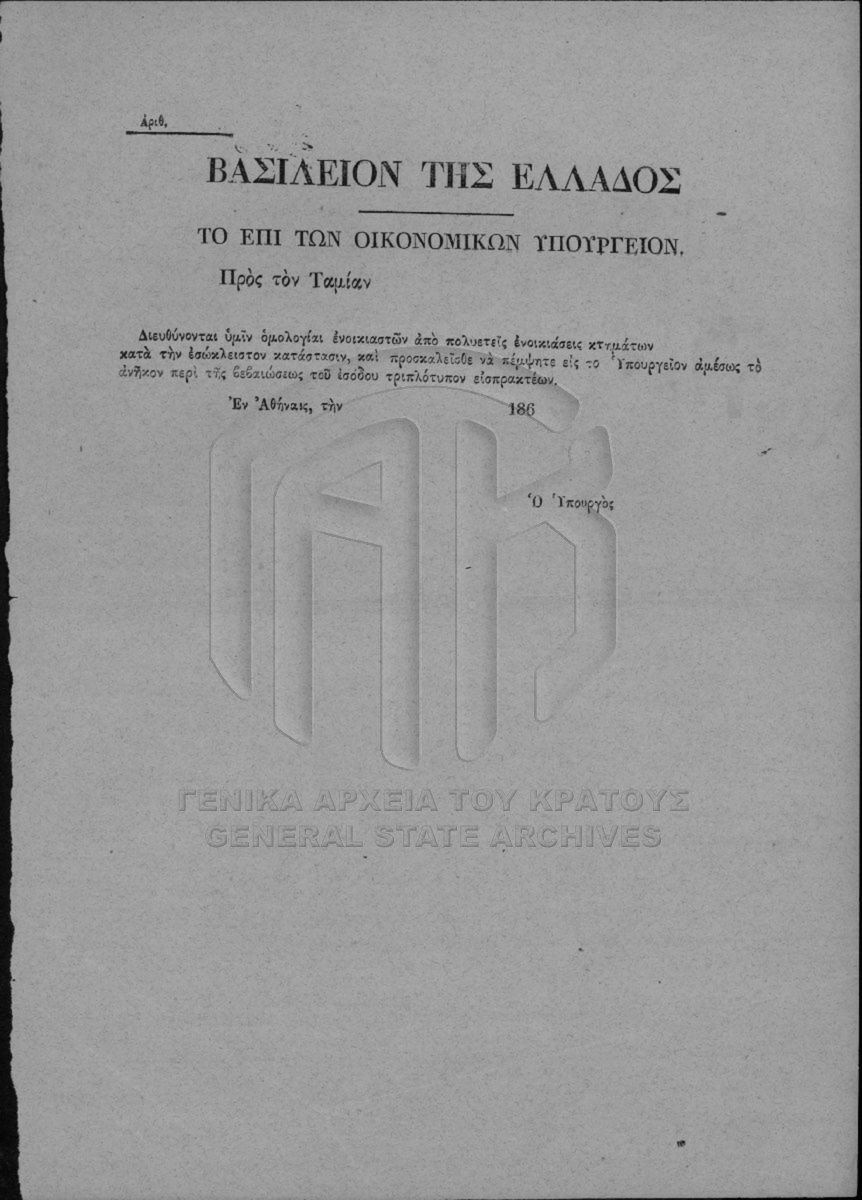 Ἀριθ.
ΒΑΣΙΛΕΙΟΝ ΤΗΣ ΕΛΛΑΔΟΣ
ΤΟ ΕΠΙ ΤΩΝ ΟΙΚΟΝΟΜΙΚΩΝ ΥΠΟΥΡΓΕΙΟΝ.
Πρὸς τὸν Ταμίαν
Διευθύνονται ὑμῖν ὁμολογίαι ἐνοικιαστῶν ἀπὸ πολυετεῖς ἐνοικιάσεις κτημάτων
κατὰ τὴν ἐσώκλειστον κατάστασιν, καὶ προσκαλεῖσθε νὰ πέμψητε εἰς το Ὑπουργεῖον ἀμέσως τὸ
ἀνῆκον περὶ τῆς βεβαιώσεως τοῦ ἐσόδου τριπλότυπον εἰσπρακτέων.
Ἐν Ἀθήναις, τὴν 186
Ὁ Ὑπουργὸς
ΓΕΝΙΚΑ ΑΡΧΕΙΑ ΤΟΥ ΚΡΑΤΟΥΣ
GENERAL STATE ARCHIVES